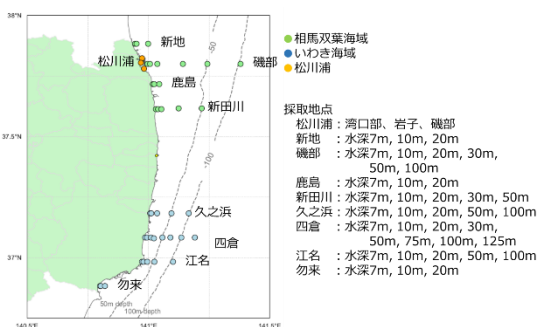 38°N
新地
-50
松川浦
磯部
鹿島
新田川
37.5°N
-100
久之浜
四倉
37°N
江名
勿来
50m depth
100m depth
140.5°E
141°E
141.5°E
相馬双葉海域
いわき海域
松川浦
採取地点
松川浦：湾口部、岩子、磯部
新地　：水深7m, 10m, 20m
磯部　：水深7m, 10m, 20m, 30m,
50m, 100m
鹿島　：水深7m, 10m, 20m
新田川：水深7m, 10m, 20m, 30m, 50m
久之浜：水深7m, 10m, 20m, 50m, 100m
四倉　：水深7m, 10m, 20m, 30m,
50m, 75m, 100m, 125m
江名　：水深7m, 10m, 20m, 50m, 100m
勿来　：水深7m, 10m, 20m